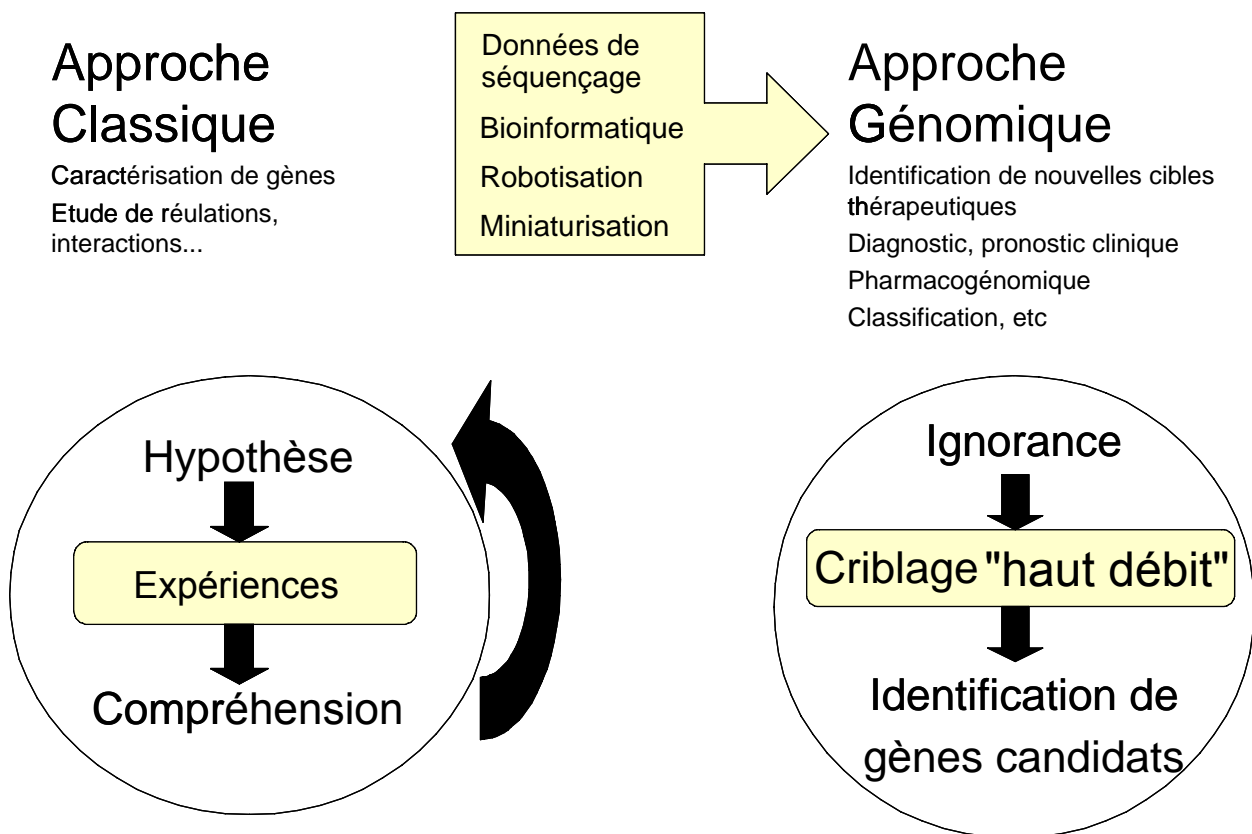 Approche
Classique
Caractérisation de gènes
Etude de réulations,
interactions...
Données de
séquençage
Bioinformatique
Robotisation
Miniaturisation
Approche
Génomique
Identification de nouvelles cibles
thérapeutiques
Diagnostic, pronostic clinique
Pharmacogénomique
Classification, etc
Hypothèse
Expériences
Compréhension
Ignorance
Criblage "haut débit"
Identification de
gènes candidats